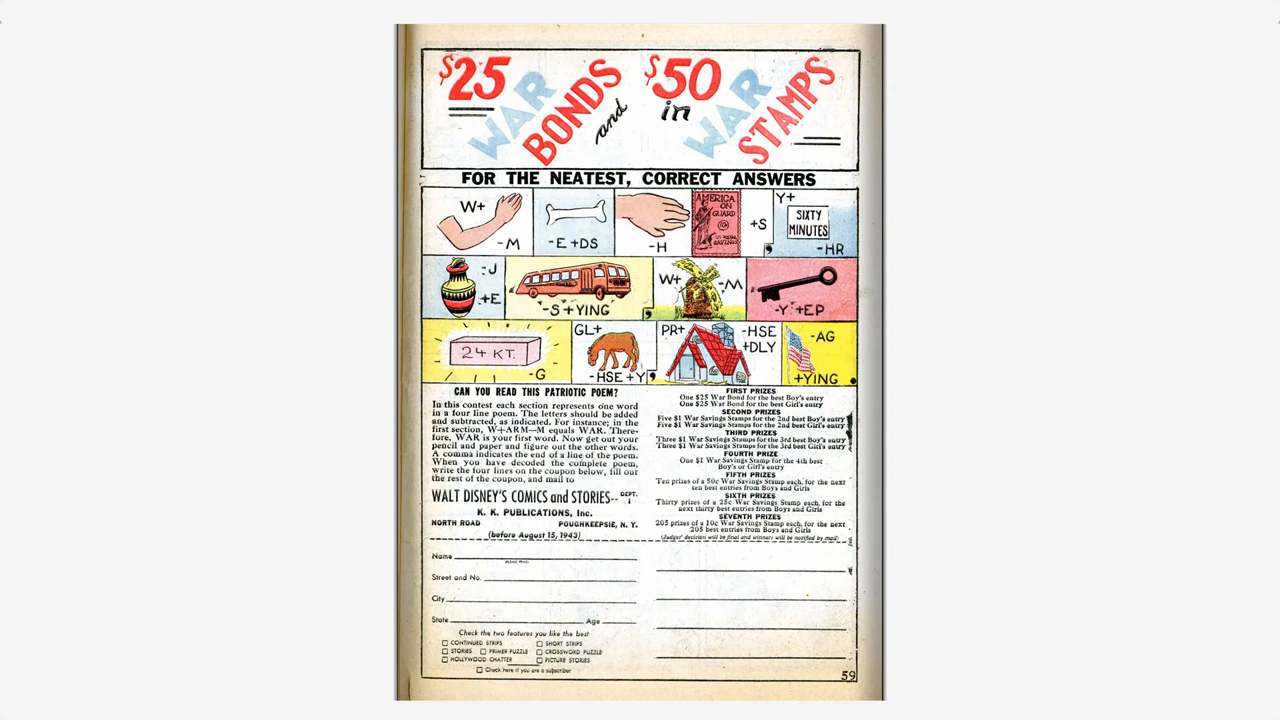 $25 WAR BONDS and $50 in WAR STAMPS
FOR THE NEATEST, CORRECT ANSWERS
W+ -M
-E +DS
-H
AMERICA ON GUARD
10¢
US POSTAL SAVINGS
+S ,
Y+
SIXTY MINUTES
-HR
-J
+E
-S +YING ,
W+ -M
-Y +EP
24 KT.
-G
GL+
-HSE +Y ,
PR+ -HSE
+DLY
-AG
+YING .
CAN YOU READ THIS PATRIOTIC POEM?
In this contest each section represents one word
in a four line poem. The letters should be added
and subtracted, as indicated. For instance; in the
first section, W+ARM—M equals WAR. There-
fore, WAR is your first word. Now get out your
pencil and paper and figure out the other words.
A comma indicates the end of a line of the poem.
When you have decoded the complete poem,
write the four lines on the coupon below, fill out
the rest of the coupon, and mail to
WALT DISNEY'S COMICS and STORIES-- DEPT. 1
K. K. PUBLICATIONS, Inc.
NORTH ROAD POUGHKEEPSIE, N. Y.
(before August 15, 1943)
FIRST PRIZES
One $25 War Bond for the best Boy's entry
One $25 War Bond for the best Girl's entry
SECOND PRIZES
Five $1 War Savings Stamps for the 2nd best Boy's entry
Five $1 War Savings Stamps for the 2nd best Girl's entry
THIRD PRIZES
Three $1 War Savings Stamps for the 3rd best Boy's entry
Three $1 War Savings Stamps for the 3rd best Girl's entry
FOURTH PRIZE
One $1 War Savings Stamp for the 4th best
Boy's or Girl's entry
FIFTH PRIZES
Ten prizes of a 50c War Savings Stamp each, for the next
ten best entries from Boys and Girls
SIXTH PRIZES
Thirty prizes of a 25c War Savings Stamp each, for the
next thirty best entries from Boys and Girls
SEVENTH PRIZES
205 prizes of a 10c War Savings Stamp each, for the next
205 best entries from Boys and Girls
(Judges' decision will be final and winners will be notified by mail)
Name
(PLEASE PRINT)
Street and No.
City
State Age
Check the two features you like the best
CONTINUED STRIPS SHORT STRIPS
STORIES PRIMER PUZZLE CROSSWORD PUZZLE
HOLLYWOOD CHATTER PICTURE STORIES
Check here if you are a subscriber
59